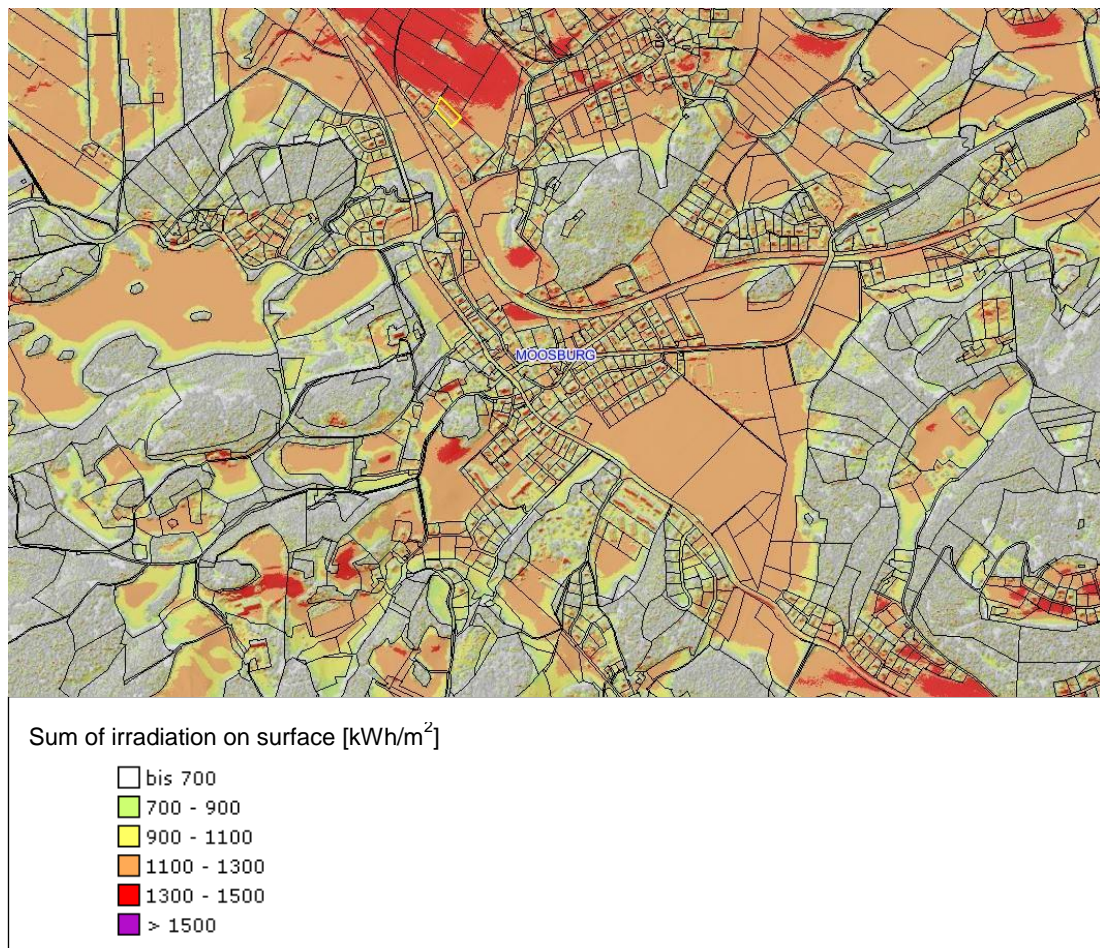 MOOSBURG
Sum of irradiation on surface [kWh/m²]
bis 700
700 - 900
900 - 1100
1100 - 1300
1300 - 1500
> 1500